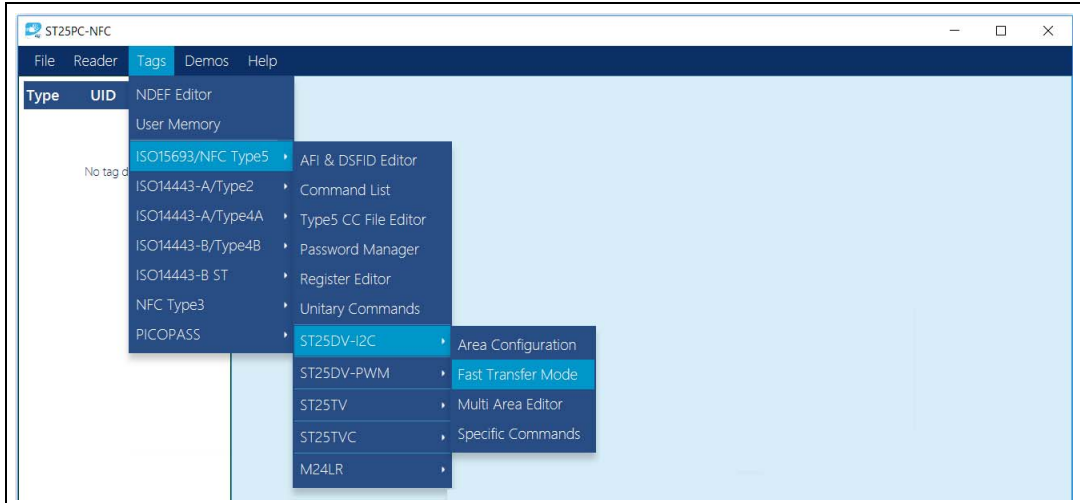 ST25PC-NFC
File Reader Tags Demos Help
Type UID
No tag d
NDEF Editor
User Memory
ISO15693/NFC Type5
ISO14443-A/Type2
ISO14443-A/Type4A
ISO14443-B/Type4B
ISO14443-B ST
NFC Type3
PICOPASS
AFI & DSFID Editor
Command List
Type5 CC File Editor
Password Manager
Register Editor
Unitary Commands
ST25DV-I2C
ST25DV-PWM
ST25TV
ST25TVC
M24LR
Area Configuration
Fast Transfer Mode
Multi Area Editor
Specific Commands